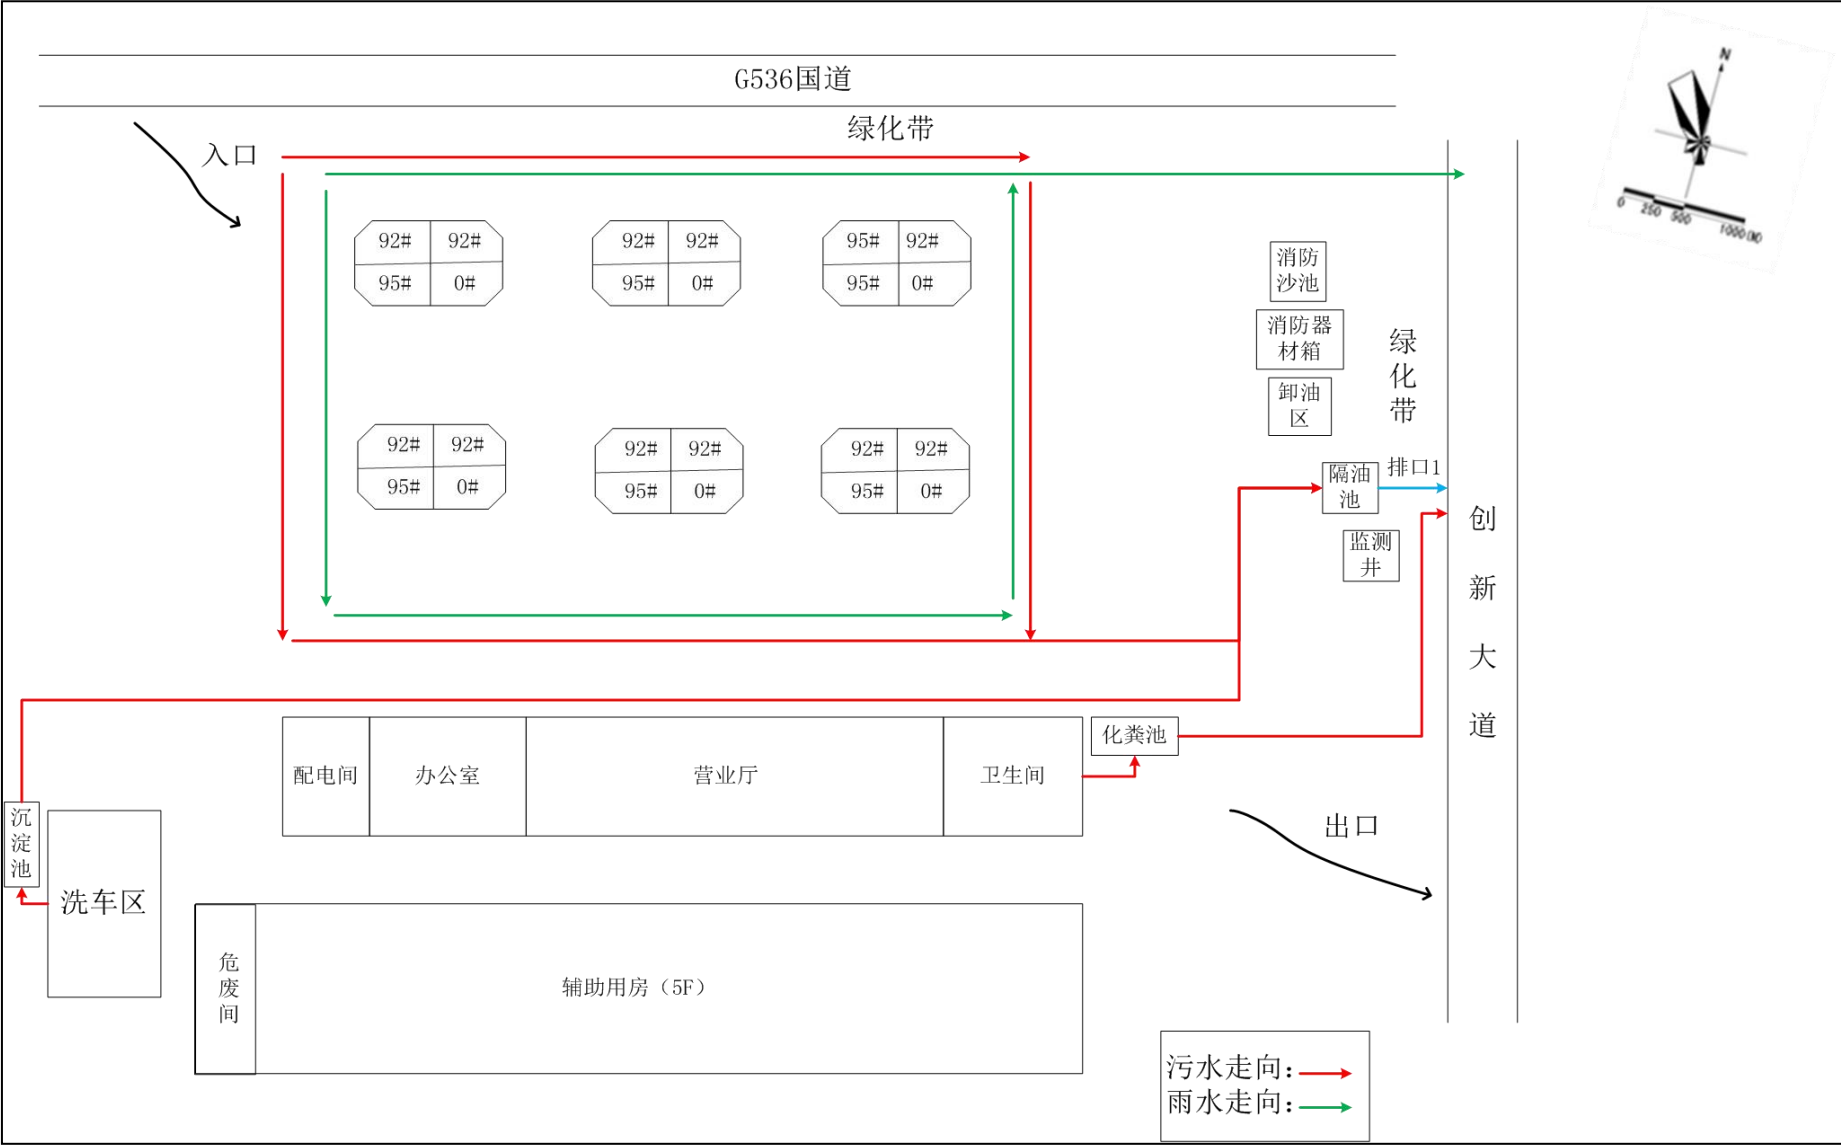 G536国道
绿化带
入口
N
0 250 500 1000(M)
92# 92#
95# 0#
92# 92#
95# 0#
95# 92#
95# 0#
92# 92#
95# 0#
92# 92#
95# 0#
92# 92#
95# 0#
消防
沙池
消防器
材箱
卸油
区
绿
化
带
隔油
池
排口1
监测
井
创
新
大
道
配电间
办公室
营业厅
卫生间
化粪池
沉
淀
池
洗车区
出口
危
废
间
辅助用房（5F）
污水走向：
雨水走向：